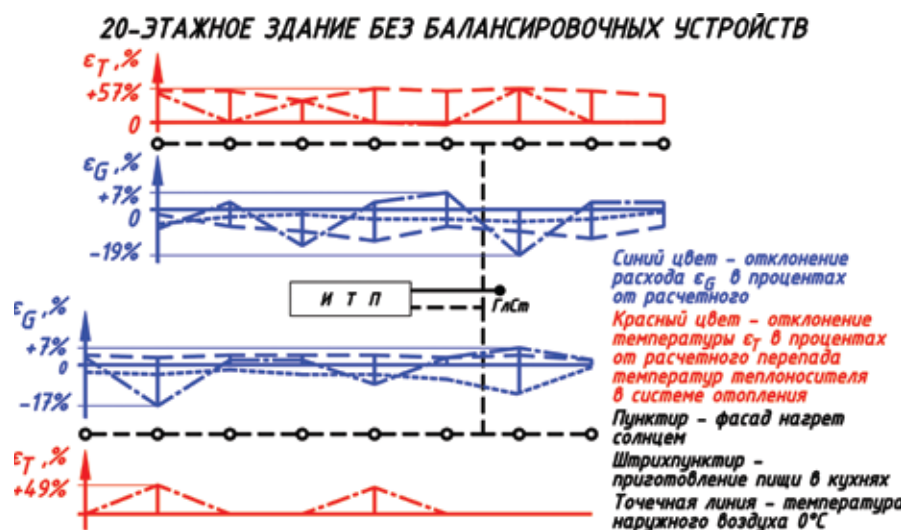 20-ЭТАЖНОЕ ЗДАНИЕ БЕЗ БАЛАНСИРОВОЧНЫХ УСТРОЙСТВ
εT ,%
+57%
0
εG ,%
+7%
0
-19%
И Т П
ГлСт
εG ,%
+7%
0
-17%
εT ,%
+49%
Синий цвет – отклонение
расхода εG в процентах
от расчетного
Красный цвет – отклонение
температуры εT в процентах
от расчетного перепада
температур теплоносителя
в системе отопления
Пунктир – фасад нагрет
солнцем
Штрихпунктир –
приготовление пищи в кухнях
Точечная линия – температура
наружного воздуха 0°С